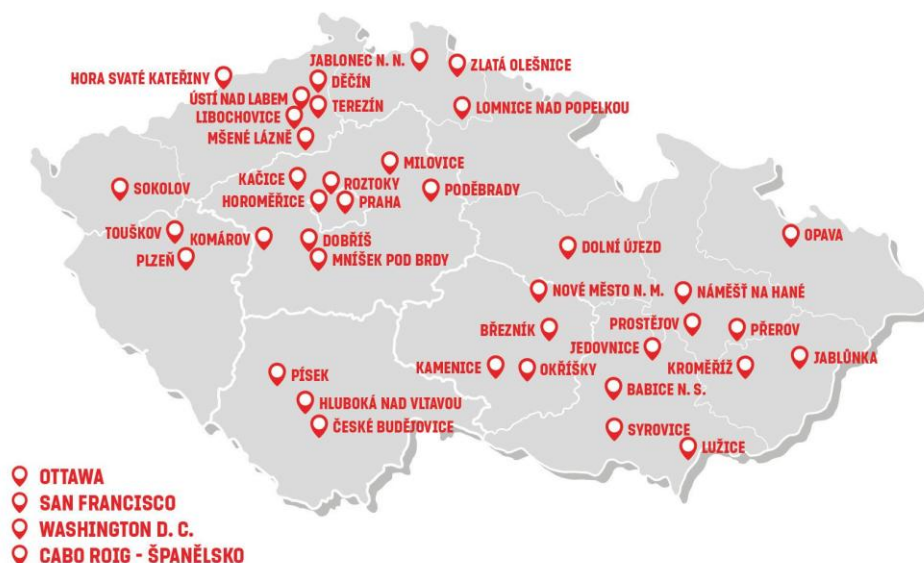 JABLONEC N. N.
ZLATÁ OLEŠNICE
HORA SVATÉ KATEŘINY
DĚČÍN
ÚSTÍ NAD LABEM
TEREZÍN
LOMNICE NAD POPELKOU
LIBOCHOVICE
MŠENÉ LÁZNĚ
MILOVICE
KAČICE
ROZTOKY
SOKOLOV
PODĚBRADY
HOROMĚŘICE
PRAHA
TOUŠKOV
KOMÁROV
DOBŘÍŠ
OPAVA
DOLNÍ ÚJEZD
PLZEŇ
MNÍŠEK POD BRDY
NOVÉ MĚSTO N. M.
NÁMĚŠŤ NA HANÉ
BŘEZNÍK
PROSTĚJOV
PŘEROV
JEDOVNICE
JABLŮNKA
KAMENICE
OKŘÍŠKY
KROMĚŘÍŽ
PÍSEK
BABICE N. S.
HLUBOKÁ NAD VLTAVOU
ČESKÉ BUDĚJOVICE
SYROVICE
LUŽICE
OTTAWA
SAN FRANCISCO
WASHINGTON D. C.
CABO ROIG - ŠPANĚLSKO